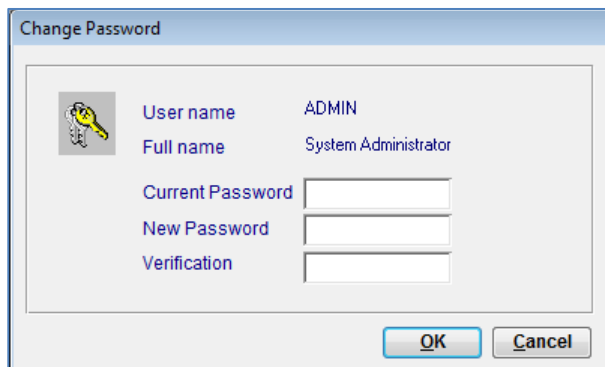 Change Password
User name ADMIN
Full name System Administrator
Current Password
New Password
Verification
OK Cancel